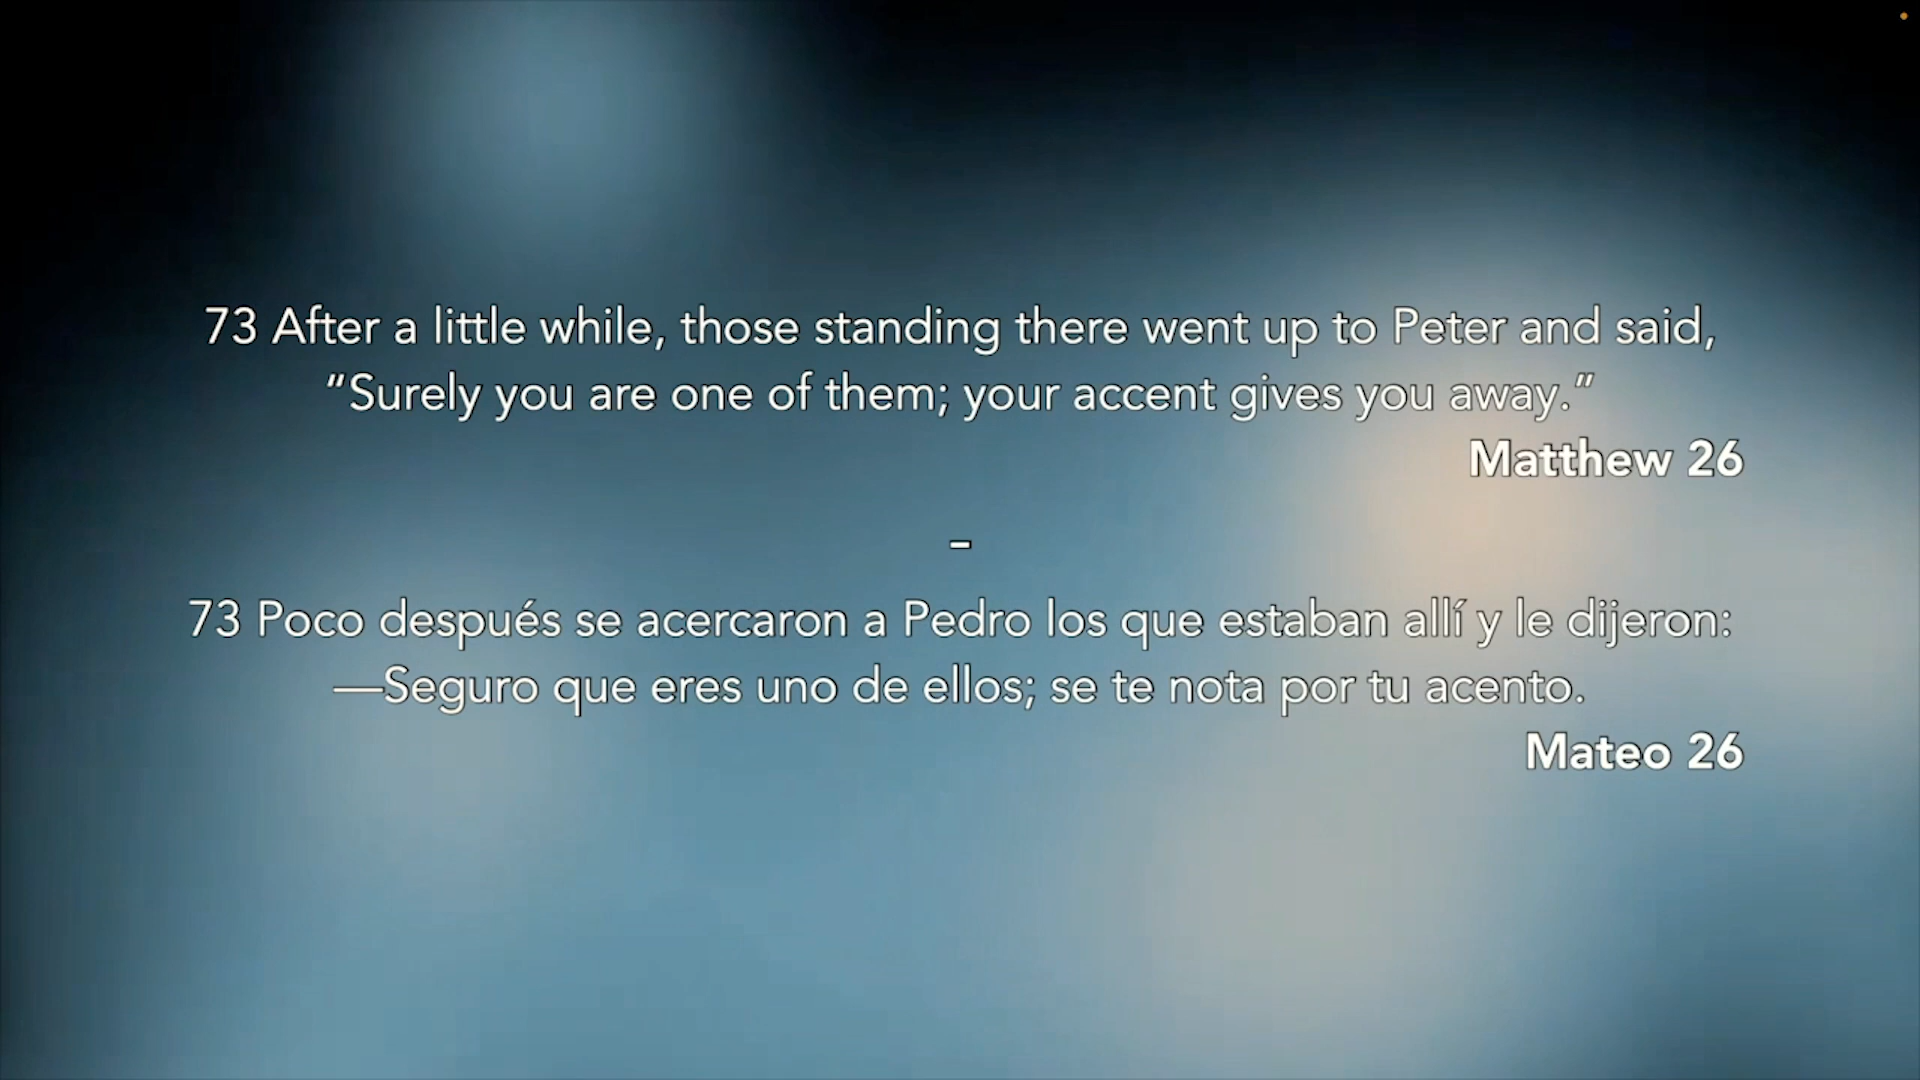 73 After a little while, those standing there went up to Peter and said,
“Surely you are one of them; your accent gives you away.”
Matthew 26
–
73 Poco después se acercaron a Pedro los que estaban allí y le dijeron:
—Seguro que eres uno de ellos; se te nota por tu acento.
Mateo 26